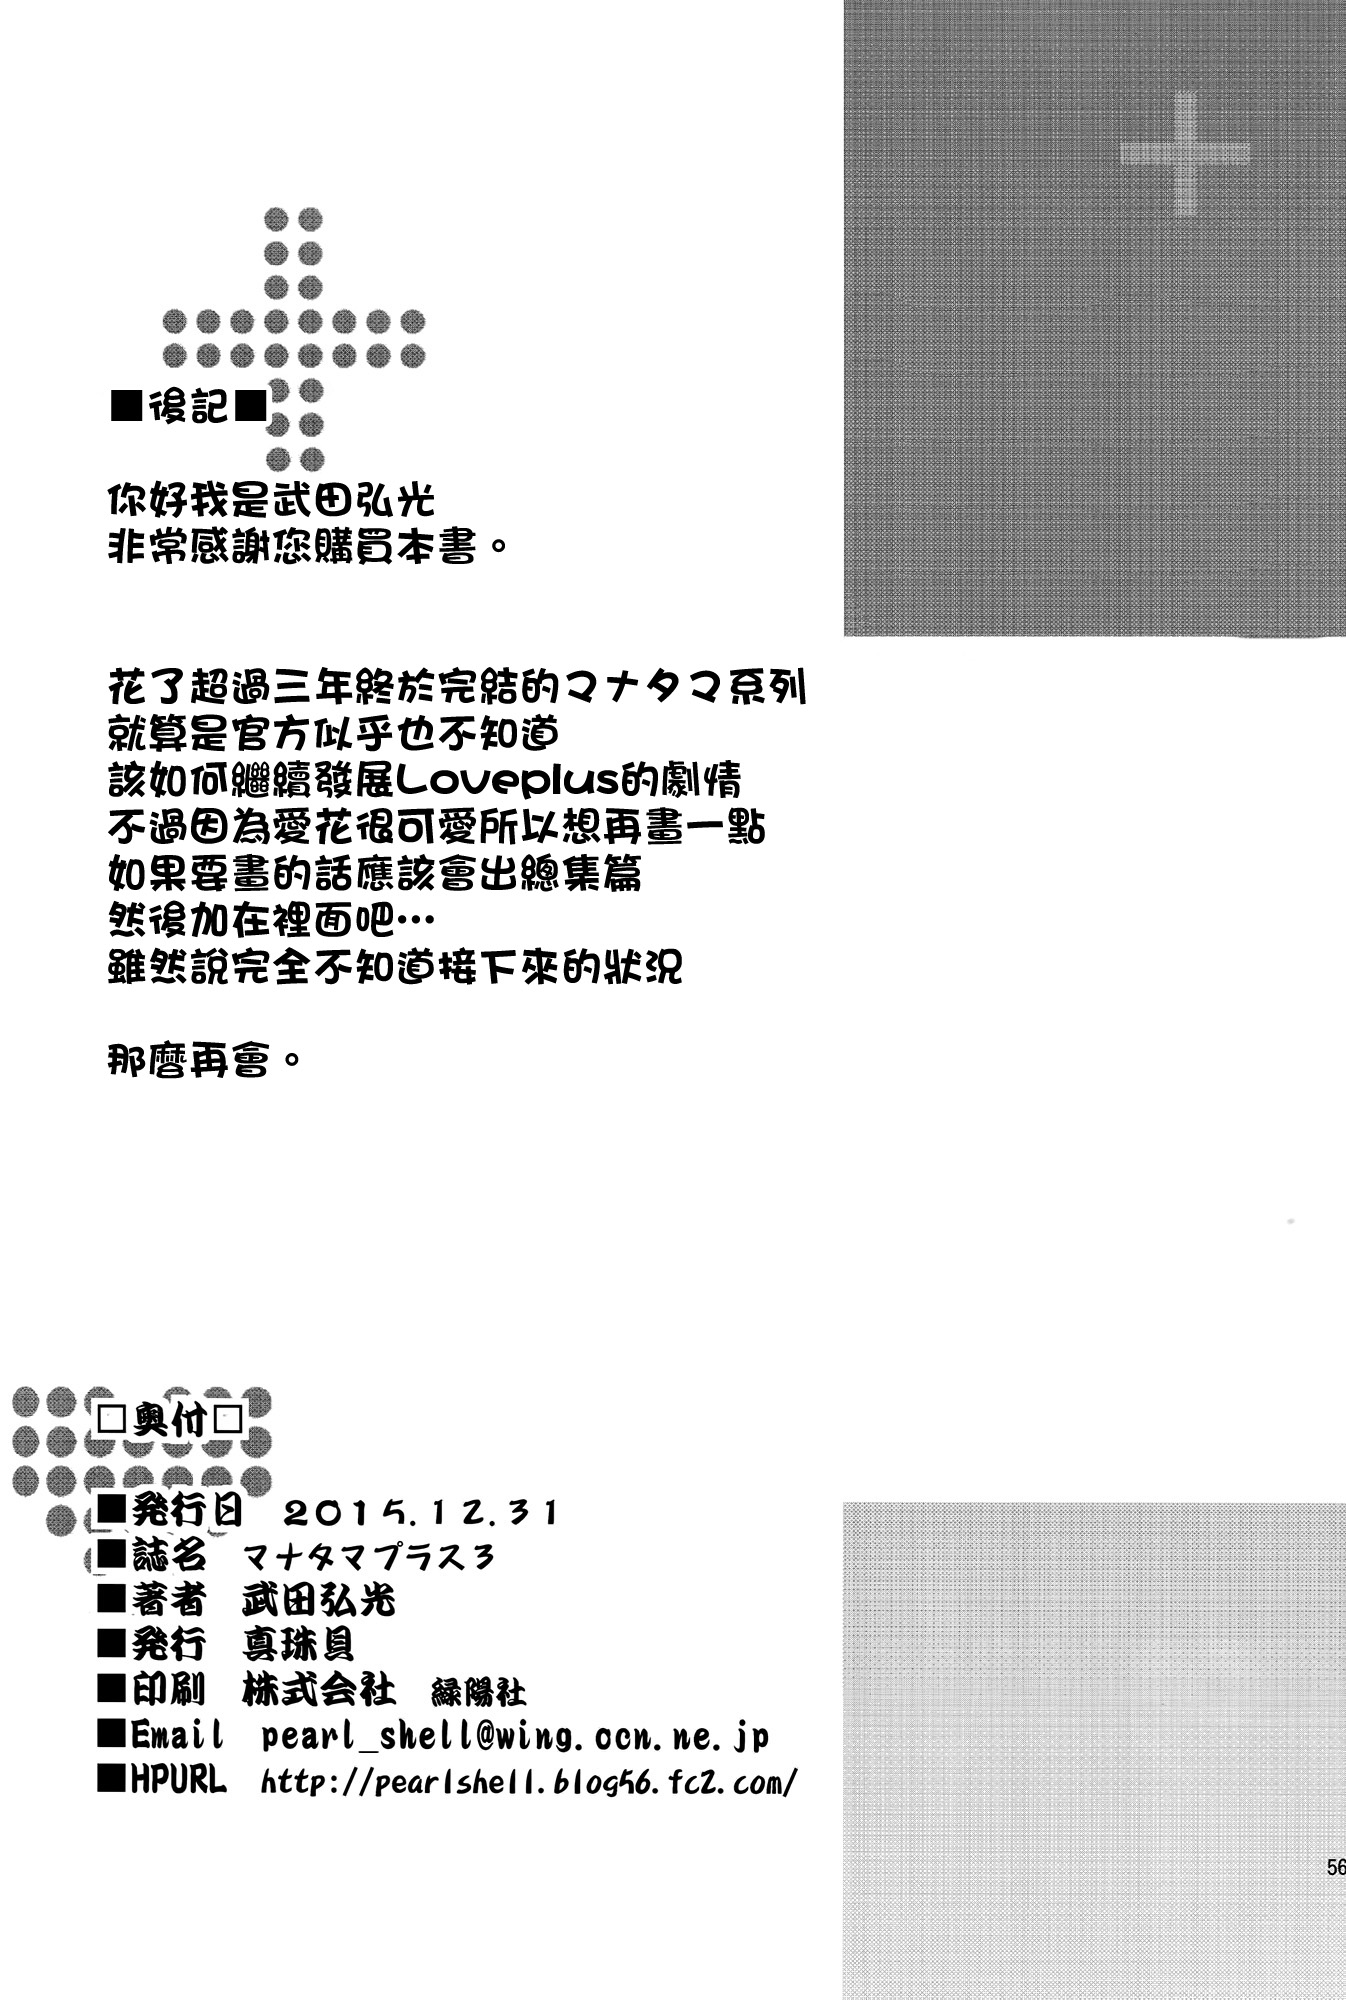 ■後記■
你好我是武田弘光
非常感謝您購買本書。
花了超過三年終於完結的マナタマ系列
就算是官方似乎也不知道
該如何繼續發展Loveplus的劇情
不過因為愛花很可愛所以想再畫一點
如果要畫的話應該會出總集篇
然後加在裡面吧…
雖然說完全不知道接下來的狀況
那麼再會。
□奥付□
■発行日　2015.12.31
■誌名　マナタマプラス3
■著者　武田弘光
■発行　真珠貝
■印刷　株式会社　緑陽社
■Email　pearl_shell@wing.ocn.ne.jp
■HPURL　http://pearlshell.blog56.fc2.com/
56